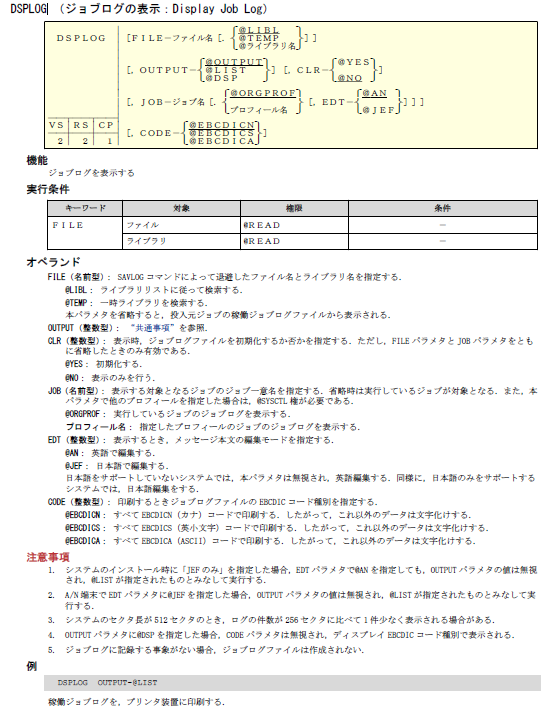 DSPLOG (ジョブログの表示：Display Job Log)
DSPLOG [FILE－ファイル名 [, {@LIBL
@TEMP
@ライブラリ名} ] ]
[, OUTPUT－{@OUTPUT
@LIST
@DSP} ] [, CLR－{@YES
@NO} ]
[, JOB－ジョブ名 [, {@ORGPROF
プロフィール名} [, EDT－{@AN
@JEF} ] ] ]
VS RS CP
2 2 1
[, CODE－{@EBCDICN
@EBCDICS
@EBCDICA} ]
機能
ジョブログを表示する
実行条件
キーワード 対象 権限 条件
FILE ファイル @READ －
ライブラリ @READ －
オペランド
FILE（名前型）： SAVLOG コマンドによって退避したファイル名とライブラリ名を指定する．
@LIBL： ライブラリリストに従って検索する．
@TEMP： 一時ライブラリを検索する．
本パラメタを省略すると，投入元ジョブの稼働ジョブログファイルから表示される．
OUTPUT（整数型）： “共通事項”を参照．
CLR（整数型）： 表示時，ジョブログファイルを初期化するか否かを指定する．ただし，FILE パラメタと JOB パラメタをとも
に省略したときのみ有効である．
@YES： 初期化する．
@NO： 表示のみを行う．
JOB（名前型）： 表示する対象となるジョブのジョブ一意名を指定する．省略時は実行しているジョブが対象となる．また，本
パラメタで他のプロフィールを指定した場合は，@SYSCTL 権が必要である．
@ORGPROF： 実行しているジョブのジョブログを表示する．
プロフィール名： 指定したプロフィールのジョブのジョブログを表示する．
EDT（整数型）： 表示するとき，メッセージ本文の編集モードを指定する．
@AN： 英語で編集する．
@JEF： 日本語で編集する．
日本語をサポートしていないシステムでは，本パラメタは無視され，英語編集する．同様に，日本語のみをサポートする
システムでは，日本語編集をする．
CODE（整数型）： 印刷するときジョブログファイルの EBCDIC コード種別を指定する．
@EBCDICN： すべて EBCDICN（カナ）コードで印刷する．したがって，これ以外のデータは文字化けする．
@EBCDICS： すべて EBCDICS（英小文字）コードで印刷する．したがって，これ以外のデータは文字化けする．
@EBCDICA： すべて EBCDICA（ASCII）コードで印刷する．したがって，これ以外のデータは文字化けする．
注意事項
1. システムのインストール時に「JEF のみ」を指定した場合，EDT パラメタで@AN を指定しても，OUTPUT パラメタの値は無視
され，@LIST が指定されたものとみなして実行する．
2. A/N 端末で EDT パラメタに@JEF を指定した場合，OUTPUT パラメタの値は無視され，@LIST が指定されたものとみなして実
行する．
3. システムのセクタ長が 512 セクタのとき，ログの件数が 256 セクタに比べて 1 件少なく表示される場合がある．
4. OUTPUT パラメタに@DSP を指定した場合，CODE パラメタは無視され，ディスプレイ EBCDIC コード種別で表示される．
5. ジョブログに記録する事象がない場合，ジョブログファイルは作成されない．
例
DSPLOG OUTPUT-@LIST
稼働ジョブログを，プリンタ装置に印刷する．